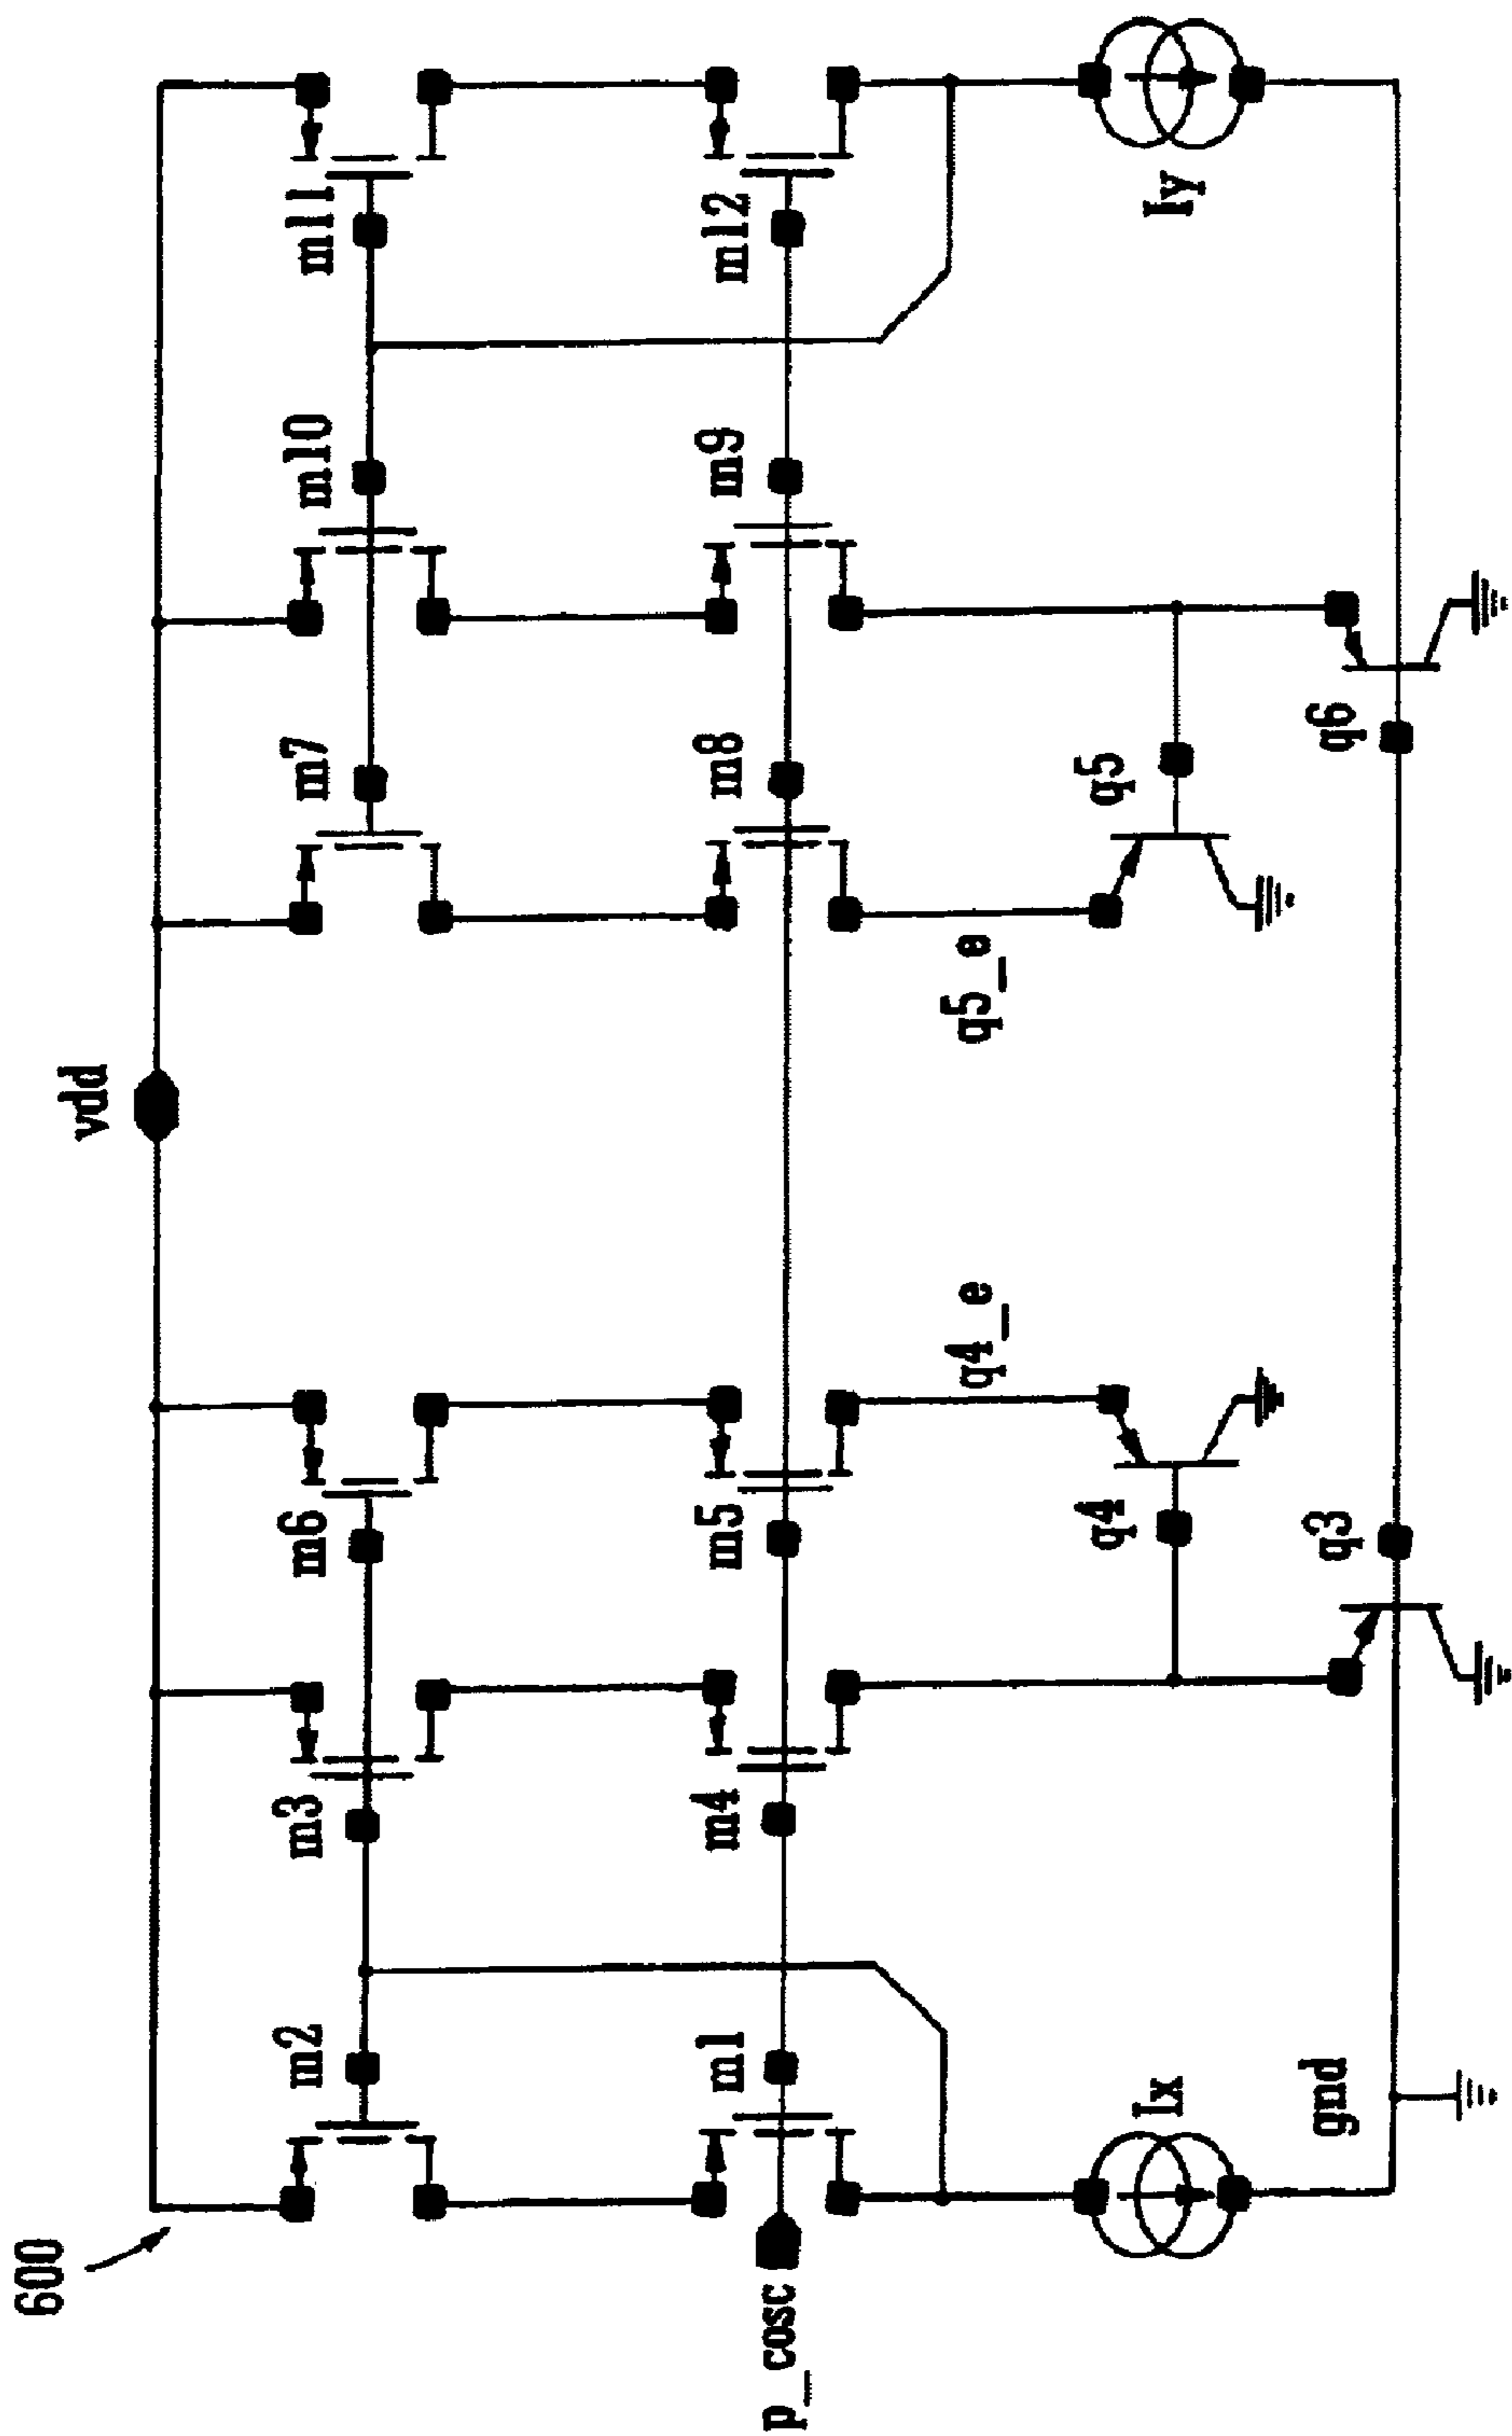 600
vdd
m2
m3
m6
m7
m10
m11
p_cosc
m1
m4
m5
m8
m9
m12
q4_e
q5_e
Ix
q4
q5
Iy
gnd
q3
q6